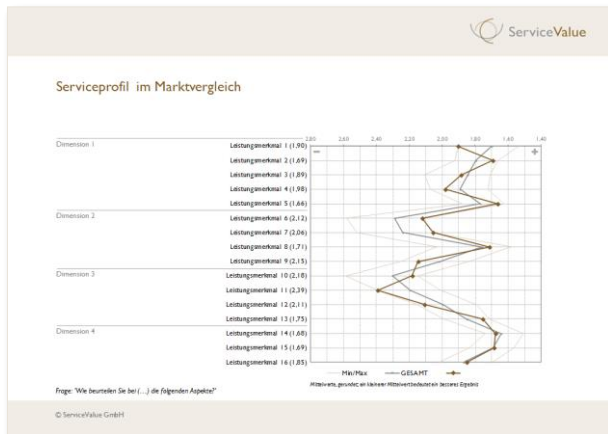 ServiceValue
Serviceprofil im Marktvergleich
2,80 2,60 2,40 2,20 2,00 1,80 1,60 1,40
Dimension 1
Leistungsmerkmal 1 (1,90)
Leistungsmerkmal 2 (1,69)
Leistungsmerkmal 3 (1,89)
Leistungsmerkmal 4 (1,98)
Leistungsmerkmal 5 (1,66)
Dimension 2
Leistungsmerkmal 6 (2,12)
Leistungsmerkmal 7 (2,06)
Leistungsmerkmal 8 (1,71)
Leistungsmerkmal 9 (2,15)
Dimension 3
Leistungsmerkmal 10 (2,18)
Leistungsmerkmal 11 (2,39)
Leistungsmerkmal 12 (2,11)
Leistungsmerkmal 13 (1,75)
Dimension 4
Leistungsmerkmal 14 (1,68)
Leistungsmerkmal 15 (1,69)
Leistungsmerkmal 16 (1,85)
Min/Max GESAMT
Mittelwerte, gerundet; ein kleinerer Mittelwert bedeutet ein besseres Ergebnis
Frage: "Wie beurteilen Sie bei (…) die folgenden Aspekte?"
© ServiceValue GmbH